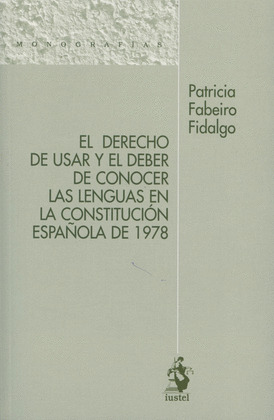 MONOGRAFÍAS
Patricia
Fabeiro
Fidalgo
EL DERECHO
DE USAR Y EL DEBER
DE CONOCER
LAS LENGUAS EN
LA CONSTITUCIÓN
ESPAÑOLA DE 1978
iustel